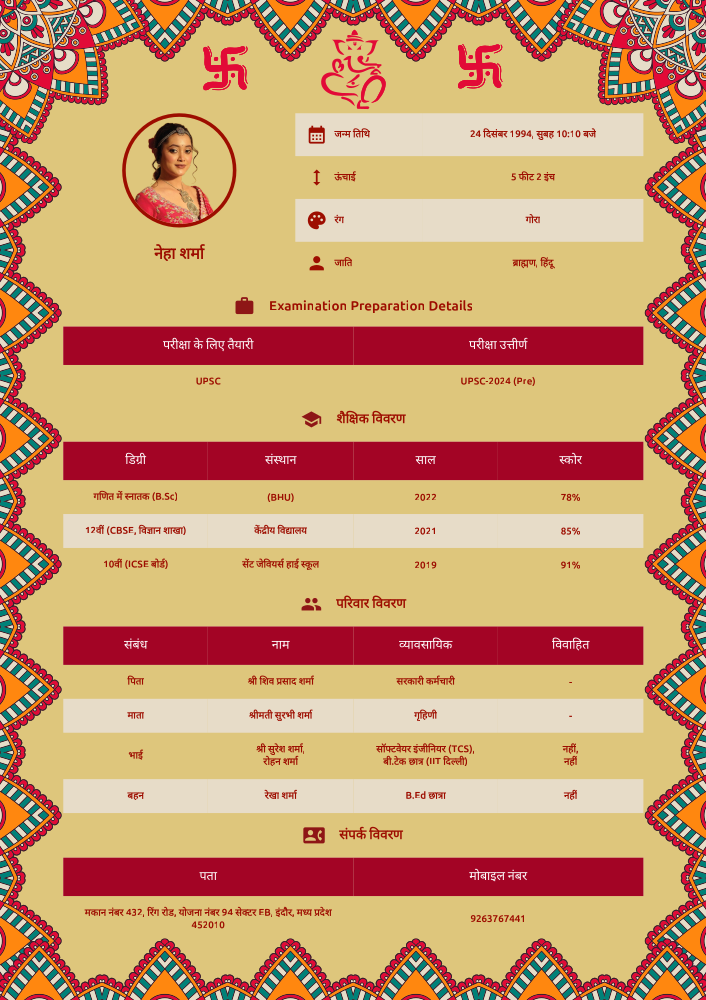 नेहा शर्मा
जन्म तिथि 24 दिसंबर 1994, सुबह 10:10 बजे
ऊंचाई 5 फीट 2 इंच
रंग गोरा
जाति ब्राह्मण, हिंदू
Examination Preparation Details
परीक्षा के लिए तैयारी परीक्षा उत्तीर्ण
UPSC UPSC-2024 (Pre)
शैक्षिक विवरण
डिग्री संस्थान साल स्कोर
गणित में स्नातक (B.Sc) (BHU) 2022 78%
12वीं (CBSE, विज्ञान शाखा) केंद्रीय विद्यालय 2021 85%
10वीं (ICSE बोर्ड) सेंट जेवियर्स हाई स्कूल 2019 91%
परिवार विवरण
संबंध नाम व्यावसायिक विवाहित
पिता श्री शिव प्रसाद शर्मा सरकारी कर्मचारी -
माता श्रीमती सुरभी शर्मा गृहिणी -
भाई श्री सुरेश शर्मा, सॉफ्टवेयर इंजीनियर (TCS), नहीं,
रोहन शर्मा बी.टेक छात्र (IIT दिल्ली) नहीं
बहन रेखा शर्मा B.Ed छात्रा नहीं
संपर्क विवरण
पता मोबाइल नंबर
मकान नंबर 432, रिंग रोड, योजना नंबर 94 सेक्टर EB, इंदौर, मध्य प्रदेश
452010 9263767441